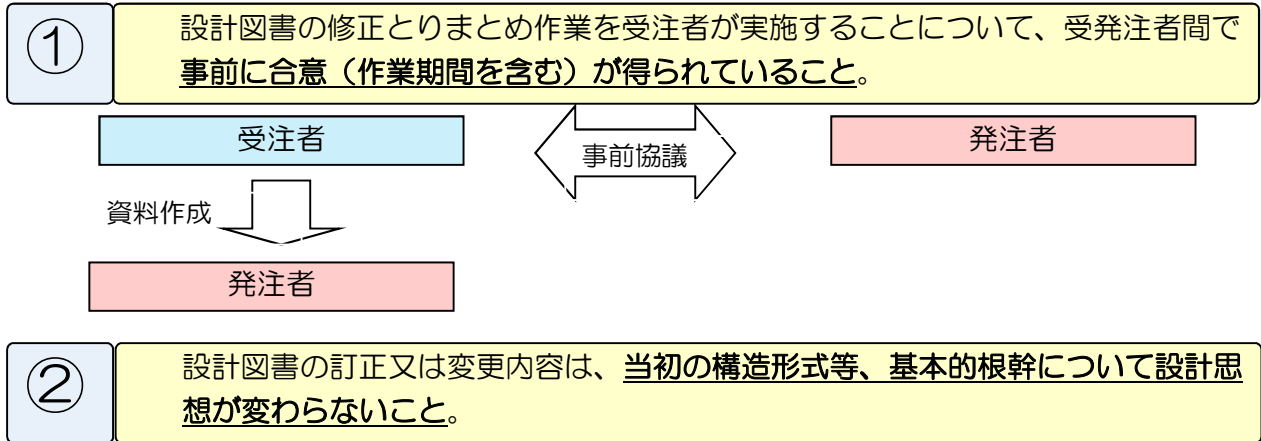 ①
設計図書の修正とりまとめ作業を受注者が実施することについて、受発注者間で
事前に合意（作業期間を含む）が得られていること。
受注者
事前協議
発注者
資料作成
発注者
②
設計図書の訂正又は変更内容は、当初の構造形式等、基本的根幹について設計思
想が変わらないこと。